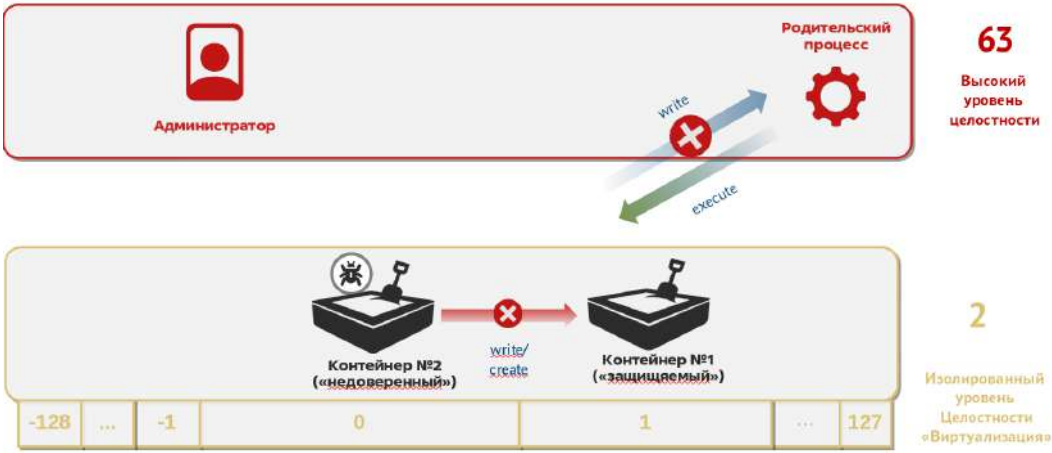 Родительский
процесс
63
Высокий
уровень
целостности
Администратор
write
execute
Контейнер №2
(«недоверенный»)
write/
create
Контейнер №1
(«защищаемый»)
2
Изолированный
уровень
Целостности
«Виртуализация»
-128 ... -1 0 1 ... 127